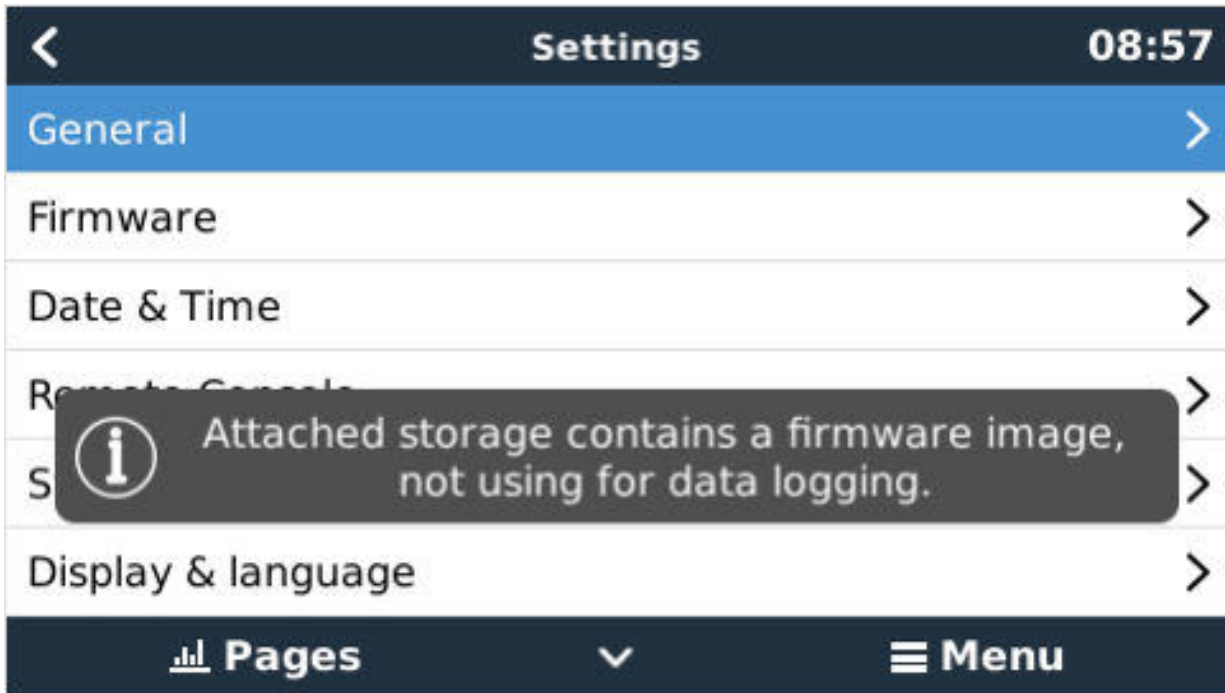 Settings
08:57
General
Firmware
Date & Time
Attached storage contains a firmware image,
not using for data logging.
Display & language
Pages
Menu